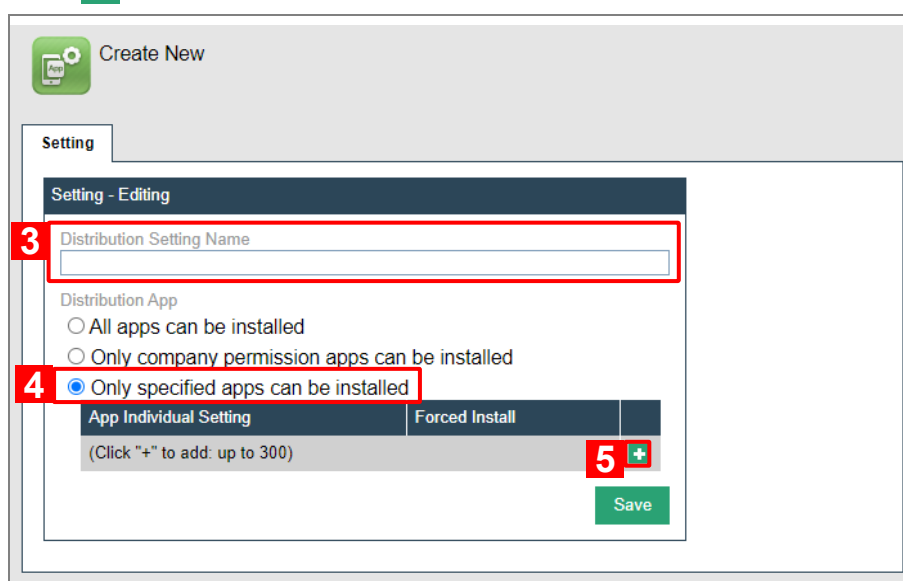 App
Create New
Setting
Setting - Editing
3
Distribution Setting Name
Distribution App
All apps can be installed
Only company permission apps can be installed
4
Only specified apps can be installed
App Individual Setting Forced Install
(Click "+" to add: up to 300)
5 +
Save